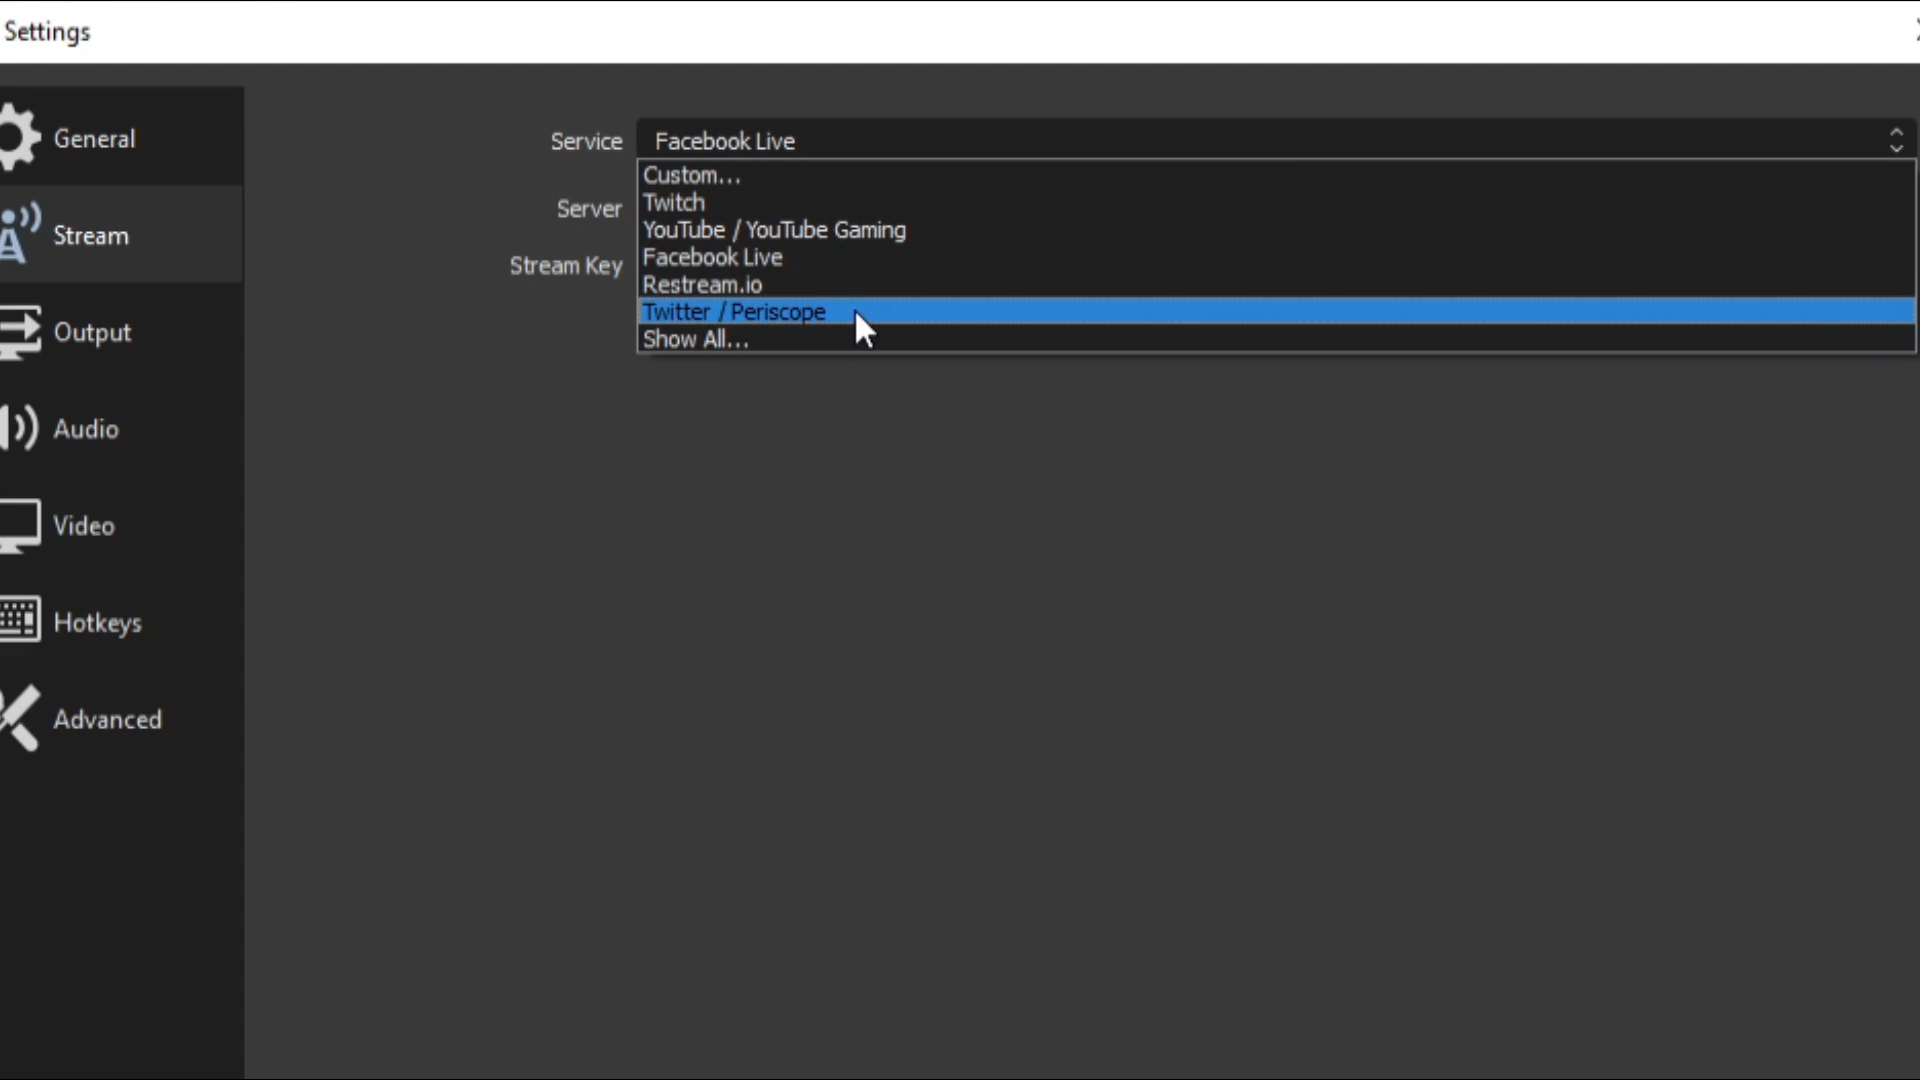 Settings
General
Stream
Output
Audio
Video
Hotkeys
Advanced
Service
Facebook Live
Custom...
Twitch
YouTube / YouTube Gaming
Facebook Live
Restream.io
Twitter / Periscope
Show All...
Server
Stream Key